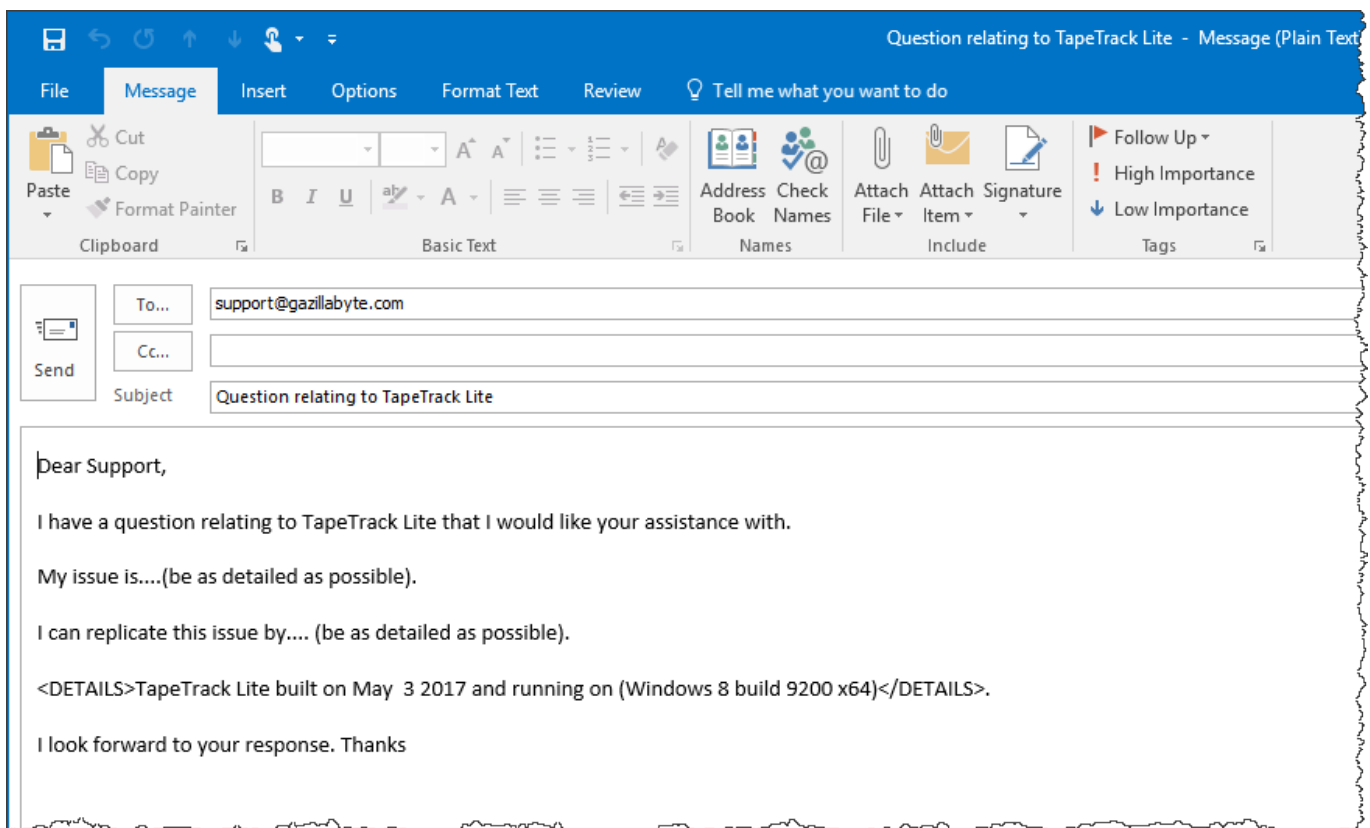 Question relating to TapeTrack Lite - Message (Plain Text
File Message Insert Options Format Text Review Tell me what you want to do
Cut
Copy
Format Painter
Paste
Clipboard
A A
B I U ab A
Basic Text
Address Book
Check Names
Names
Attach File
Attach Item
Signature
Include
Follow Up
High Importance
Low Importance
Tags
Send
To... support@gazillabyte.com
Cc...
Subject Question relating to TapeTrack Lite
Dear Support,
I have a question relating to TapeTrack Lite that I would like your assistance with.
My issue is....(be as detailed as possible).
I can replicate this issue by.... (be as detailed as possible).
<DETAILS>TapeTrack Lite built on May  3 2017 and running on (Windows 8 build 9200 x64)</DETAILS>.
I look forward to your response. Thanks